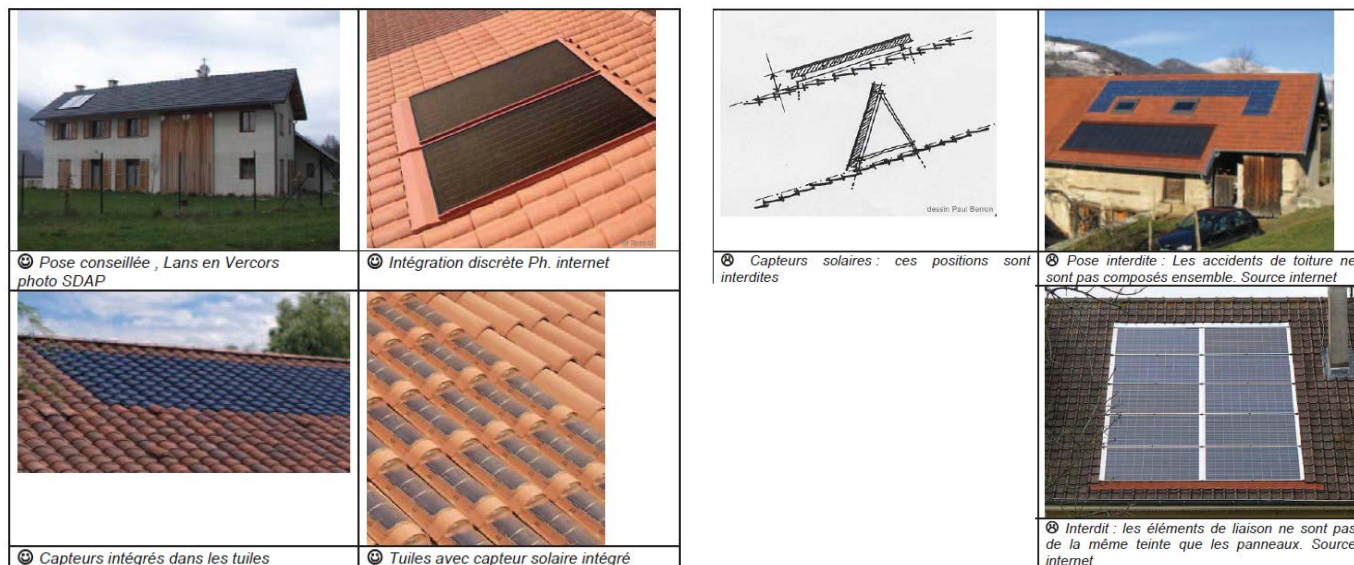 ☺ Pose conseillée , Lans en Vercors
photo SDAP
☺ Intégration discrète Ph. internet
☺ Capteurs intégrés dans les tuiles
☺ Tuiles avec capteur solaire intégré
dessin Paul Berron
☹ Capteurs solaires : ces positions sont
interdites
☹ Pose interdite : Les accidents de toiture ne
sont pas composés ensemble. Source internet
☹ Interdit : les éléments de liaison ne sont pas
de la même teinte que les panneaux. Source
internet